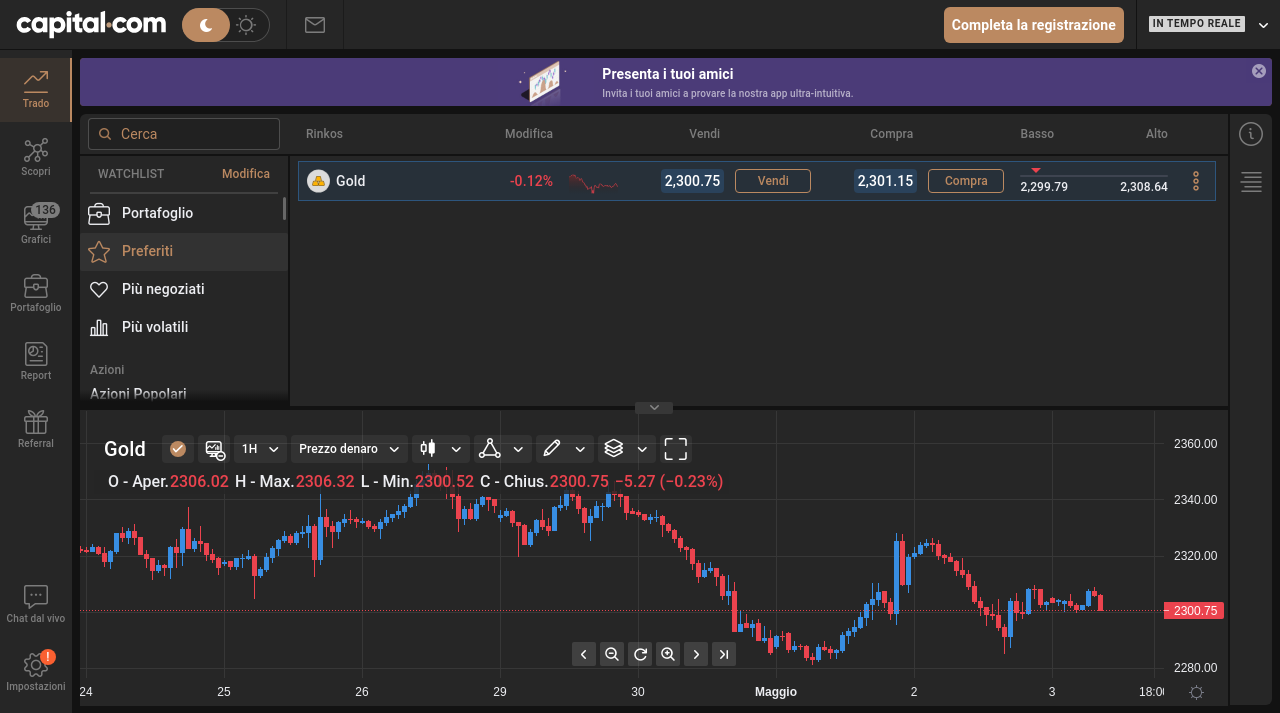 capital.com
Completa la registrazione
IN TEMPO REALE
Trado
Scopri
136
Grafici
Portafoglio
Report
Referral
Chat dal vivo
!
Impostazioni
Presenta i tuoi amici
Invita i tuoi amici a provare la nostra app ultra-intuitiva.
Cerca
Rinkos Modifica Vendi Compra Basso Alto
WATCHLIST Modifica
Portafoglio
Preferiti
Più negoziati
Più volatili
Azioni
Azioni Popolari
Gold -0.12% 2,300.75 Vendi 2,301.15 Compra 2,299.79 2,308.64
Gold 1H Prezzo denaro
O - Aper.2306.02 H - Max.2306.32 L - Min.2300.52 C - Chius.2300.75 −5.27 (−0.23%)
2360.00
2340.00
2320.00
2300.75
2280.00
24 25 26 29 30 Maggio 2 3 18:00